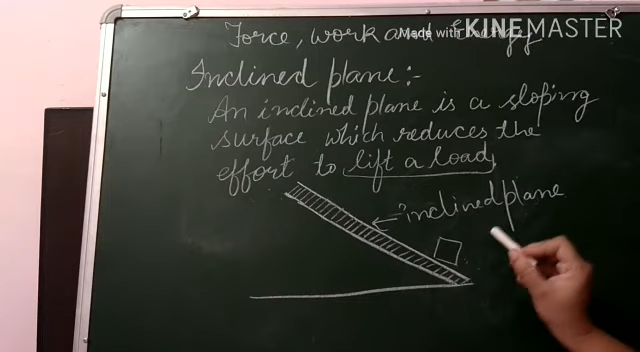 Force, work and Energy
Made with KINEMASTER
Inclined plane:-
An inclined plane is a sloping
surface which reduces the
effort to lift a load
inclined plane